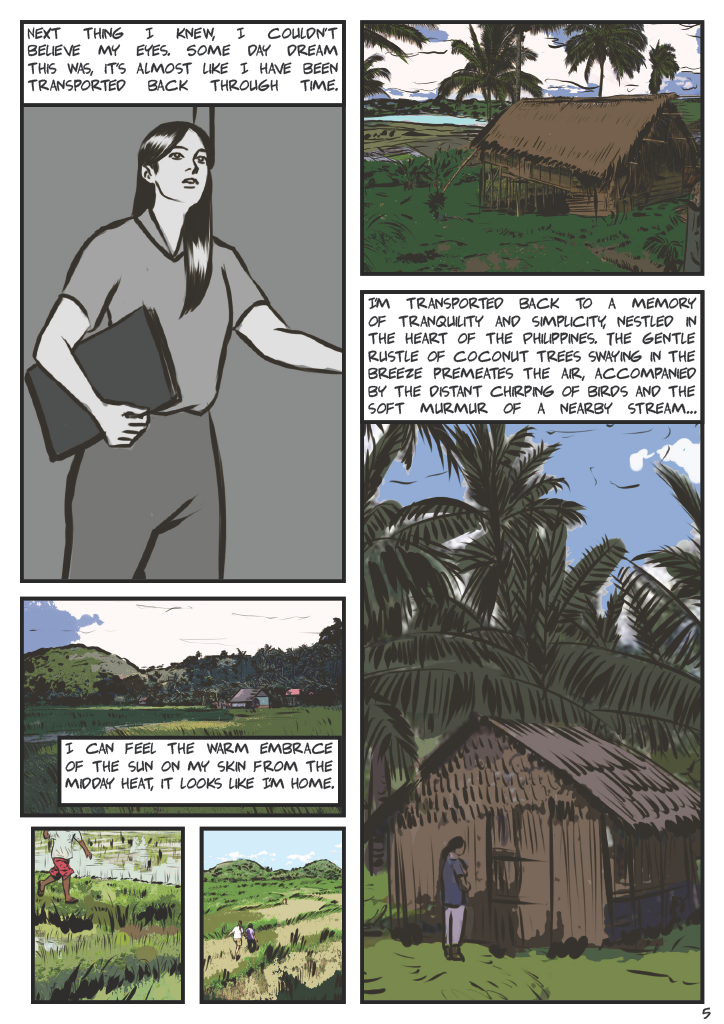 NEXT THING I KNEW, I COULDN'T
BELIEVE MY EYES. SOME DAY DREAM
THIS WAS, IT'S ALMOST LIKE I HAVE BEEN
TRANSPORTED BACK THROUGH TIME.
I'M TRANSPORTED BACK TO A MEMORY
OF TRANQUILITY AND SIMPLICITY, NESTLED IN
THE HEART OF THE PHILIPPINES. THE GENTLE
RUSTLE OF COCONUT TREES SWAYING IN THE
BREEZE PREMEATES THE AIR, ACCOMPANIED
BY THE DISTANT CHIRPING OF BIRDS AND THE
SOFT MURMUR OF A NEARBY STREAM...
I CAN FEEL THE WARM EMBRACE
OF THE SUN ON MY SKIN FROM THE
MIDDAY HEAT, IT LOOKS LIKE I'M HOME.
5